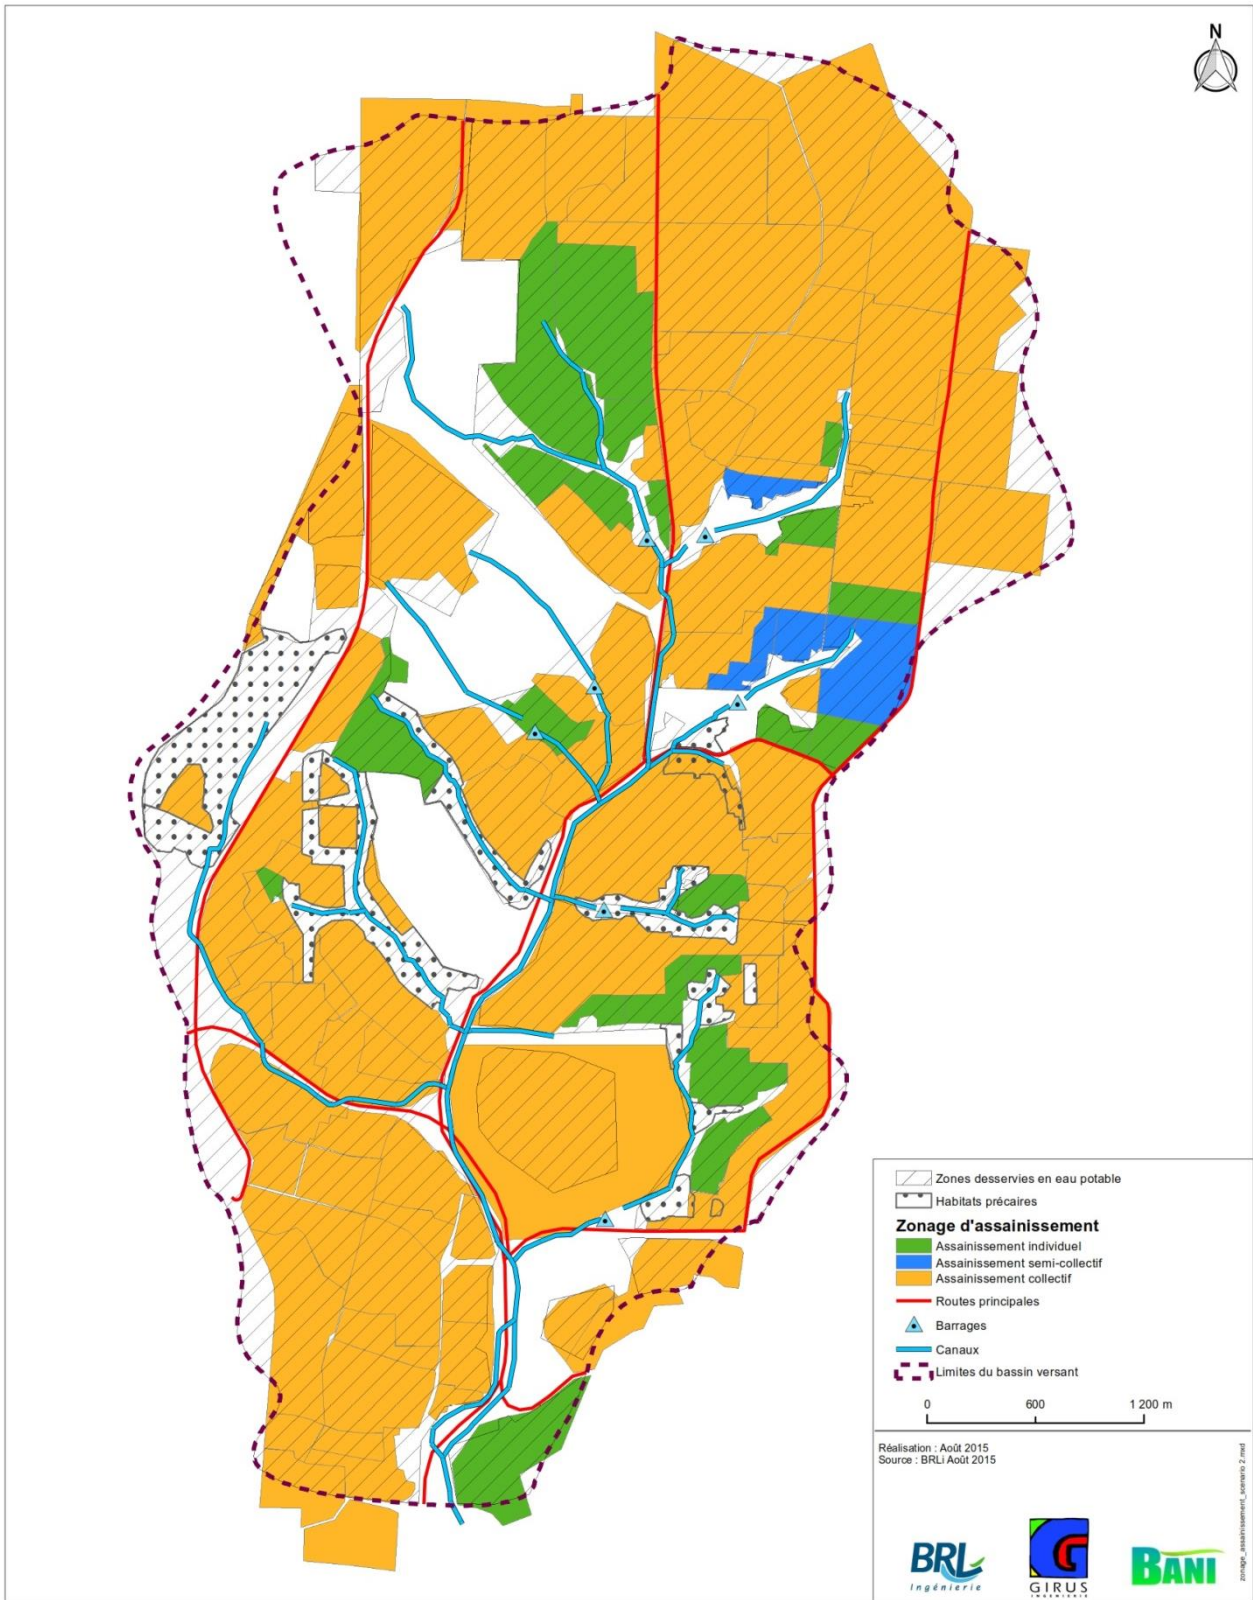 N
Zones desservies en eau potable
Habitats précaires
Zonage d'assainissement
Assainissement individuel
Assainissement semi-collectif
Assainissement collectif
Routes principales
Barrages
Canaux
Limites du bassin versant
0 600 1 200 m
Réalisation : Août 2015
Source : BRLi Août 2015
zonage_assainissement_scenario 2.mxd
BRL
Ingénierie
G
GIRUS
INGENIERIE
BANI